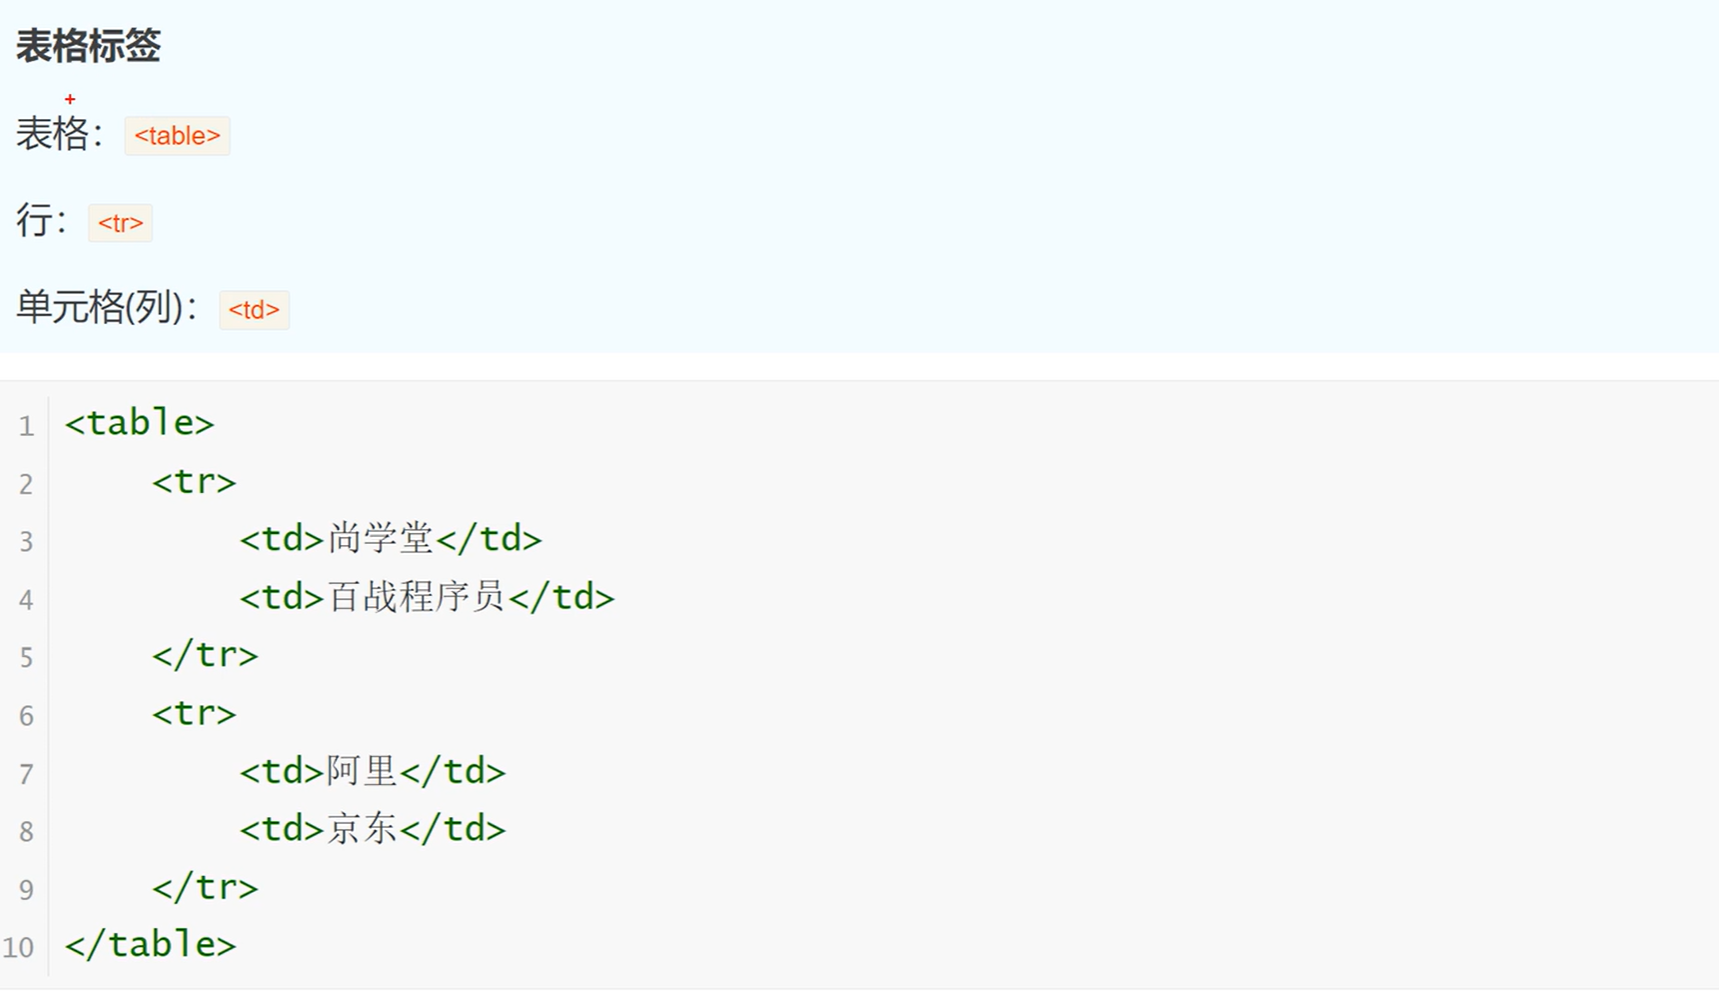 表格标签
表格： <table>
行： <tr>
单元格(列)： <td>
1 <table>
2 <tr>
3 <td>尚学堂</td>
4 <td>百战程序员</td>
5 </tr>
6 <tr>
7 <td>阿里</td>
8 <td>京东</td>
9 </tr>
10 </table>